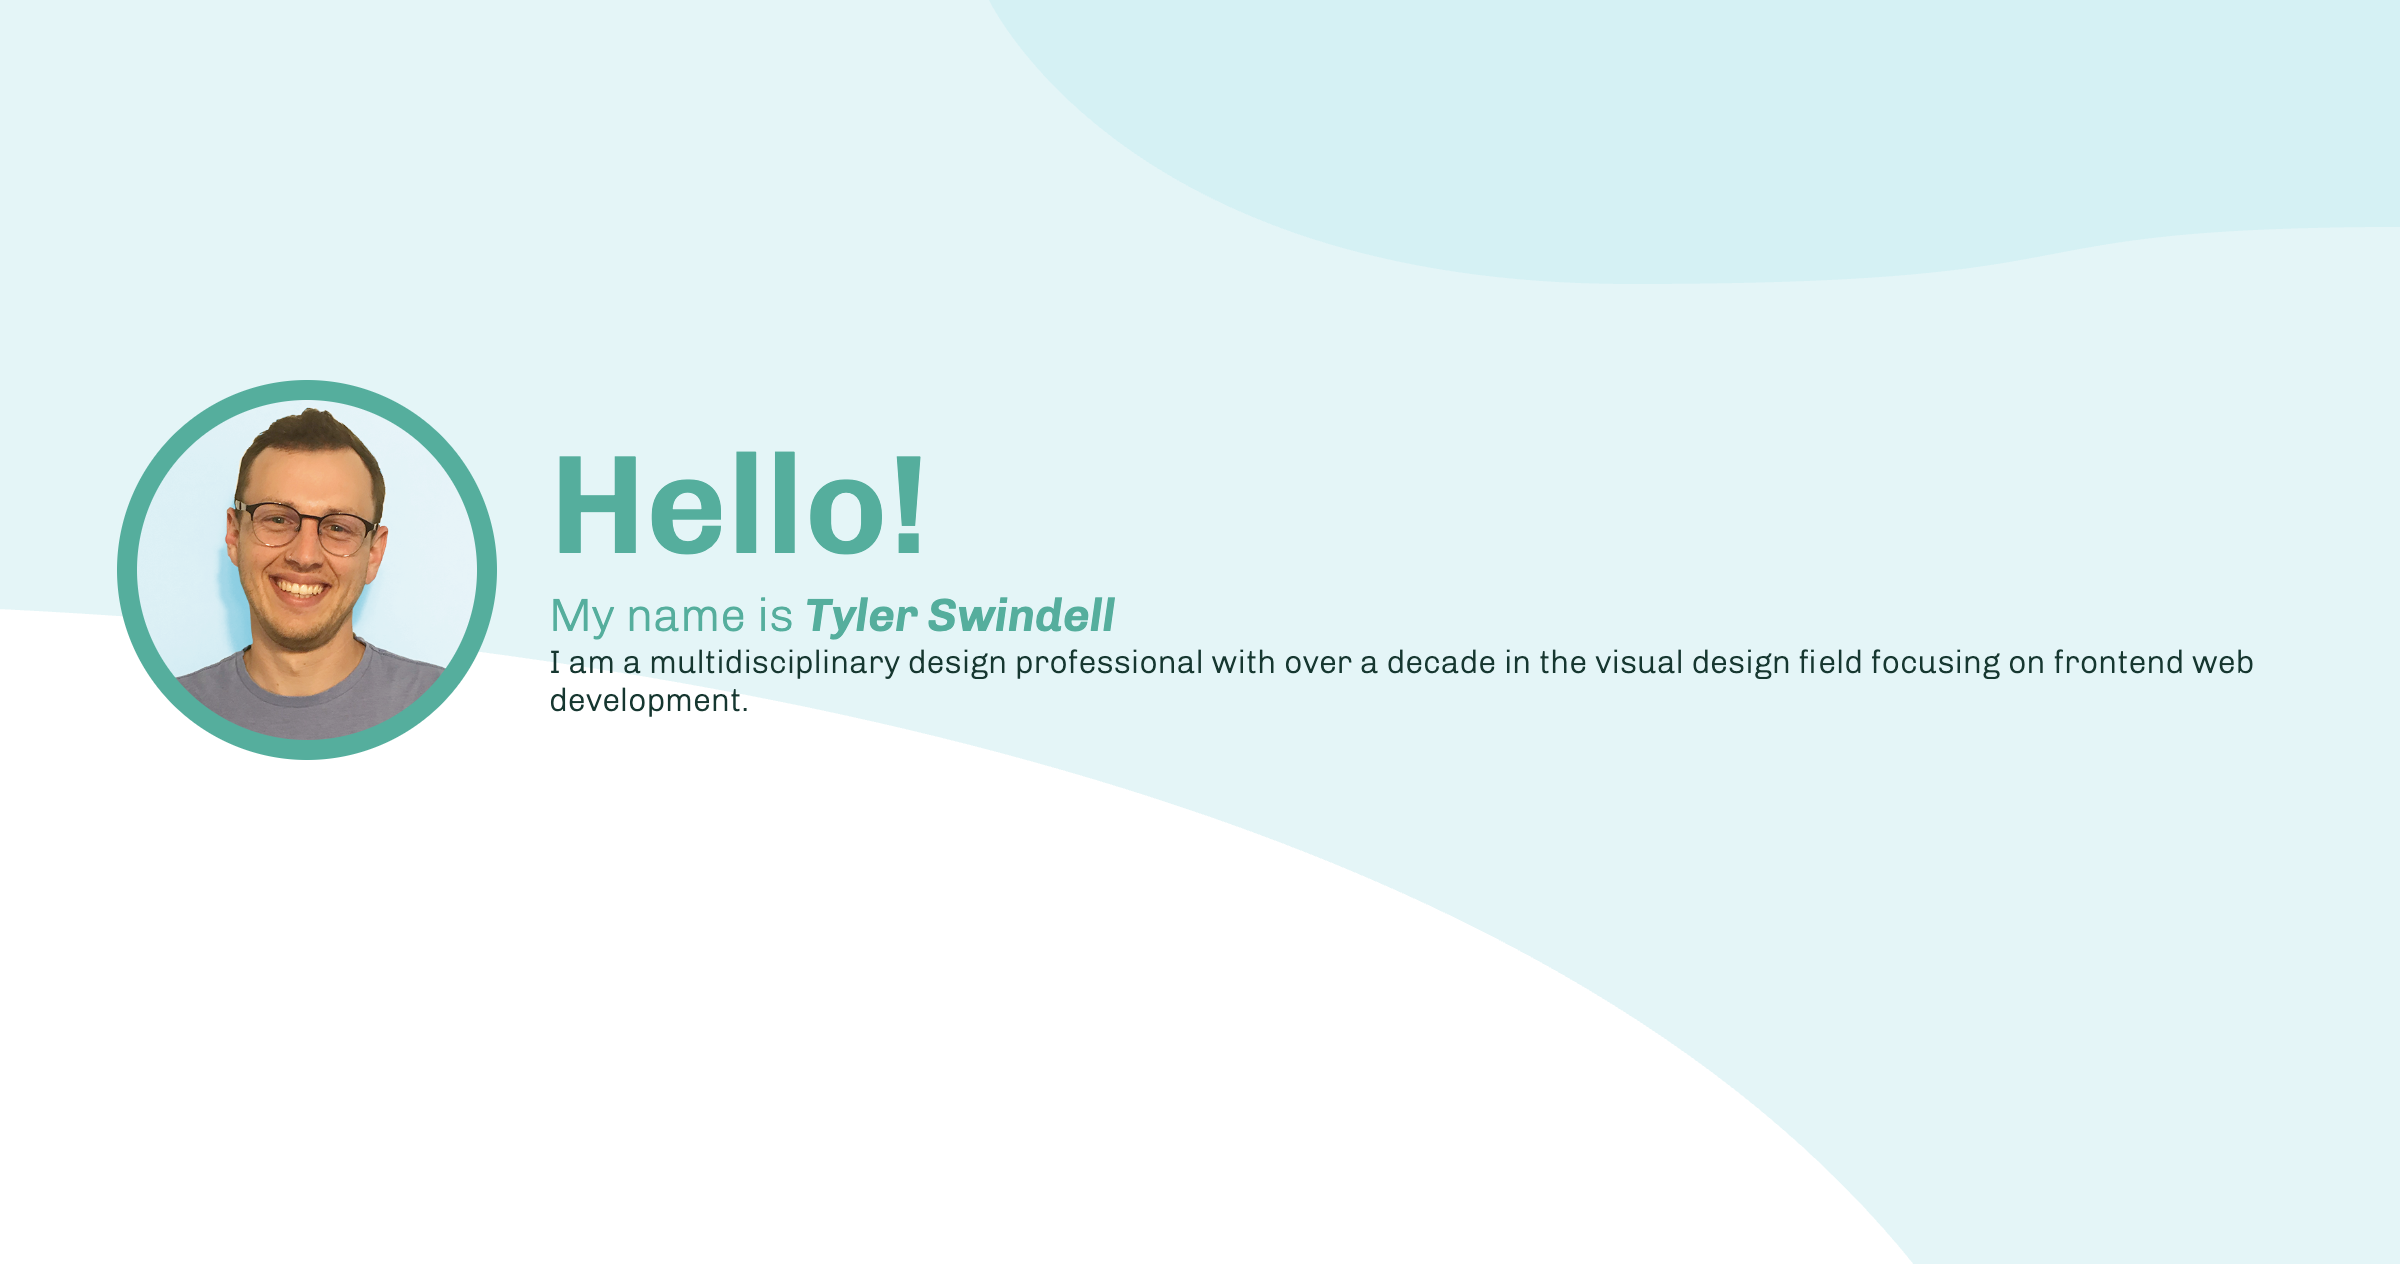 Hello!
My name is Tyler Swindell
I am a multidisciplinary design professional with over a decade in the visual design field focusing on frontend web
development.